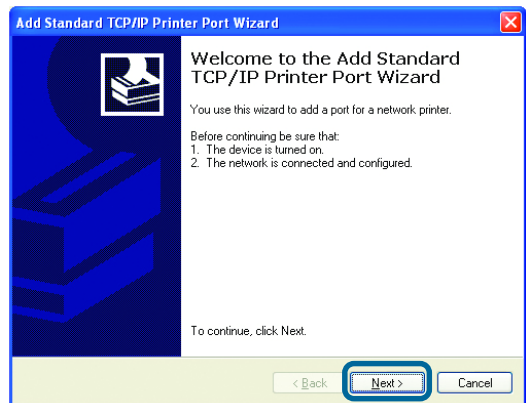 Add Standard TCP/IP Printer Port Wizard
Welcome to the Add Standard
TCP/IP Printer Port Wizard
You use this wizard to add a port for a network printer.
Before continuing be sure that:
1. The device is turned on.
2. The network is connected and configured.
To continue, click Next.
< Back
Next >
Cancel